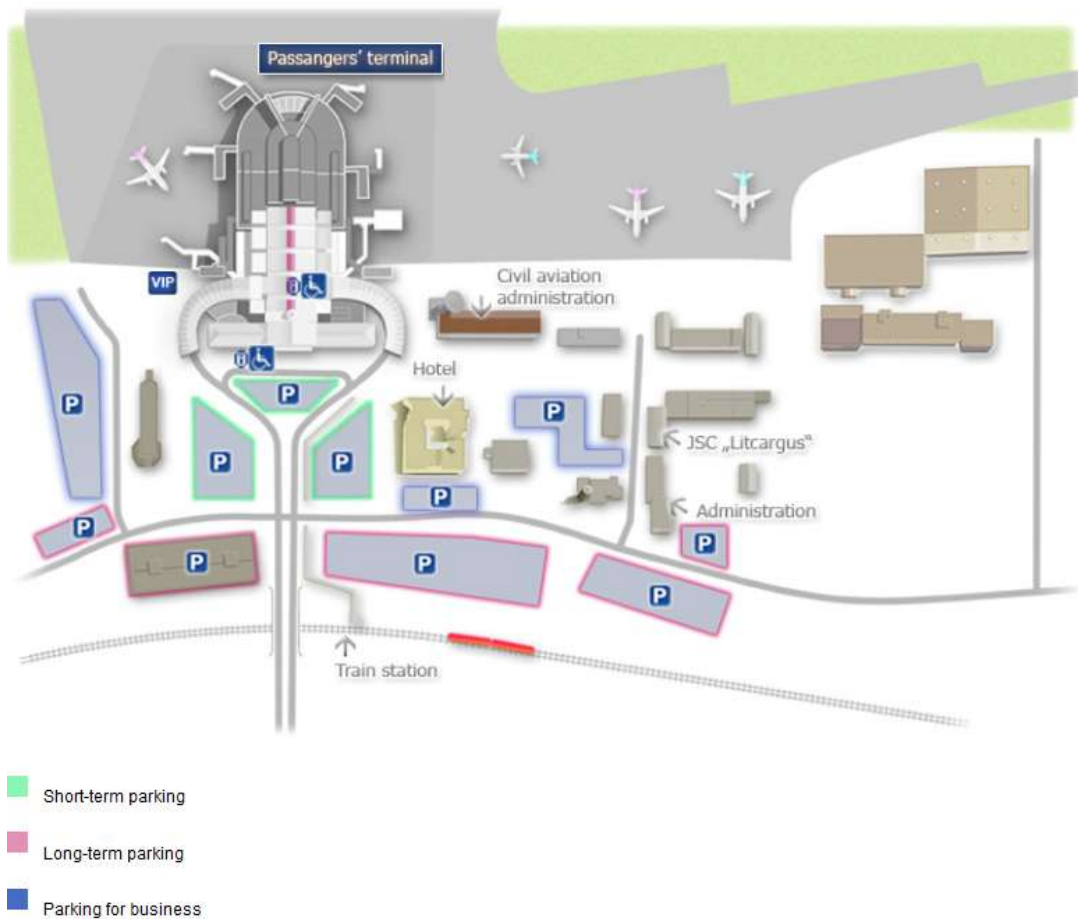 Passangers' terminal
VIP
Civil aviation
administration
Hotel
P
P
P
P
P
P
JSC „Litcargus“
Administration
P
P
P
P
P
P
Train station
Short-term parking
Long-term parking
Parking for business